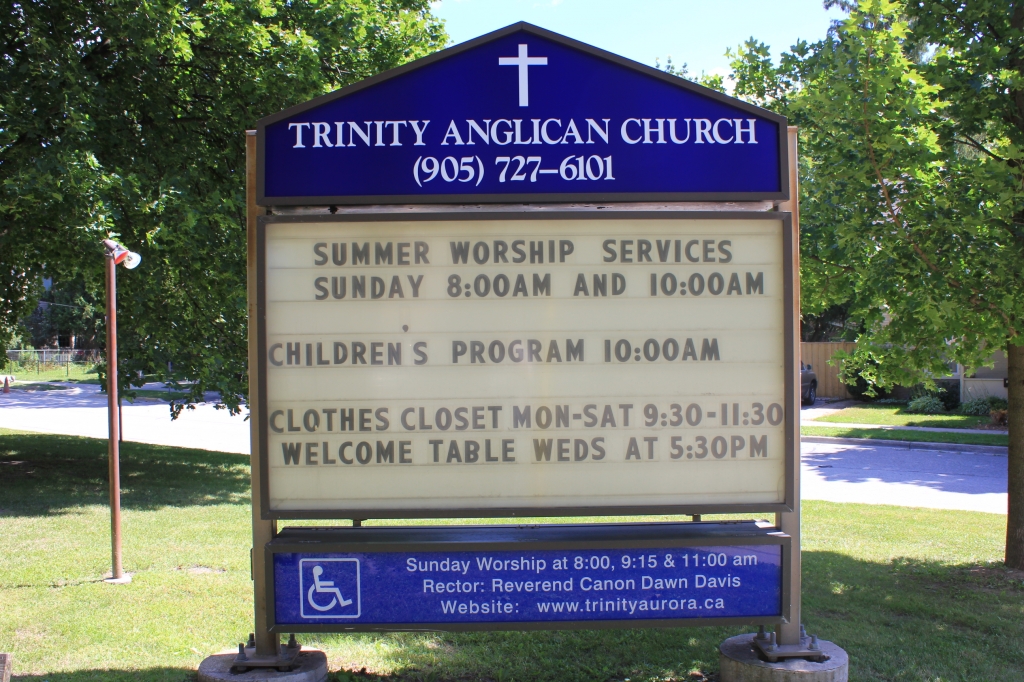 TRINITY ANGLICAN CHURCH
(905) 727–6101
SUMMER WORSHIP SERVICES
SUNDAY 8:00AM AND 10:00AM
CHILDREN'S PROGRAM 10:00AM
CLOTHES CLOSET MON-SAT 9:30-11:30
WELCOME TABLE WEDS AT 5:30PM
Sunday Worship at 8:00, 9:15 & 11:00 am
Rector: Reverend Canon Dawn Davis
Website: www.trinityaurora.ca